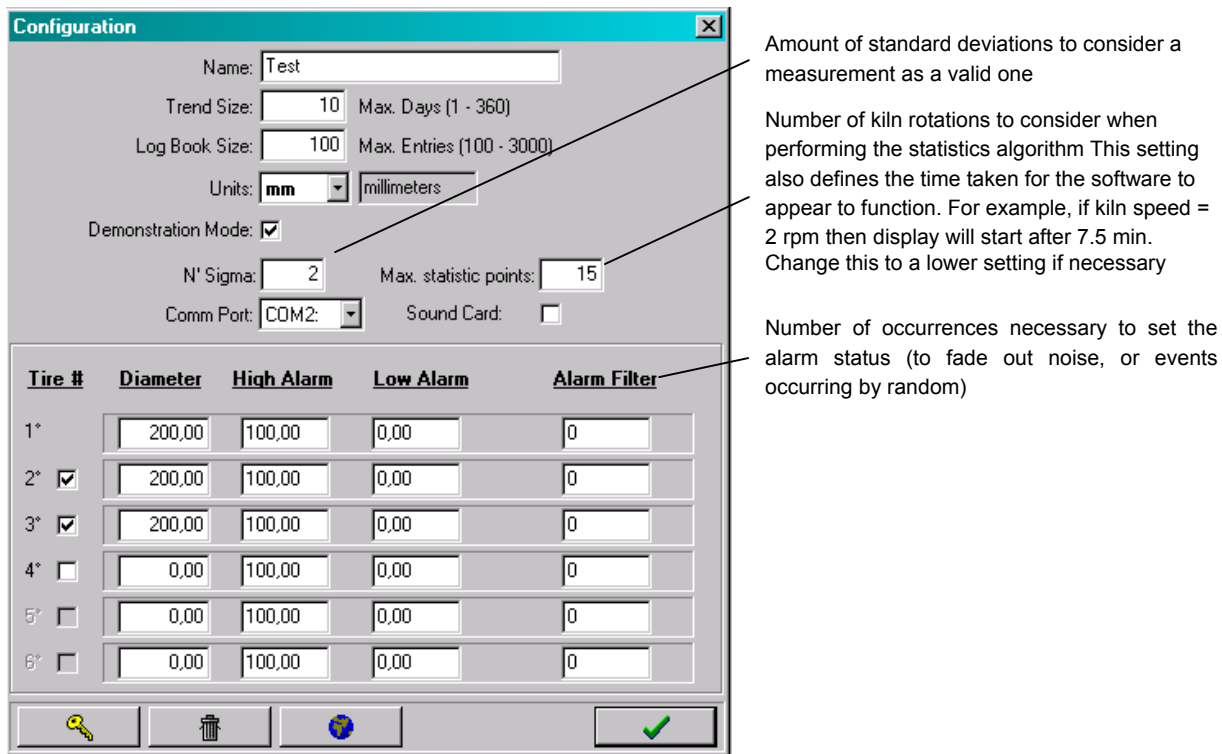 Configuration
Name: Test
Trend Size: 10 Max. Days (1 - 360)
Log Book Size: 100 Max. Entries (100 - 3000)
Units: mm millimeters
Demonstration Mode:
N' Sigma: 2 Max. statistic points: 15
Comm Port: COM2: Sound Card:
Tire # Diameter High Alarm Low Alarm Alarm Filter
1° 200,00 100,00 0,00 0
2° 200,00 100,00 0,00 0
3° 200,00 100,00 0,00 0
4° 0,00 100,00 0,00 0
5° 0,00 100,00 0,00 0
6° 0,00 100,00 0,00 0
Amount of standard deviations to consider a
measurement as a valid one
Number of kiln rotations to consider when
performing the statistics algorithm This setting
also defines the time taken for the software to
appear to function. For example, if kiln speed =
2 rpm then display will start after 7.5 min.
Change this to a lower setting if necessary
Number of occurrences necessary to set the
alarm status (to fade out noise, or events
occurring by random)